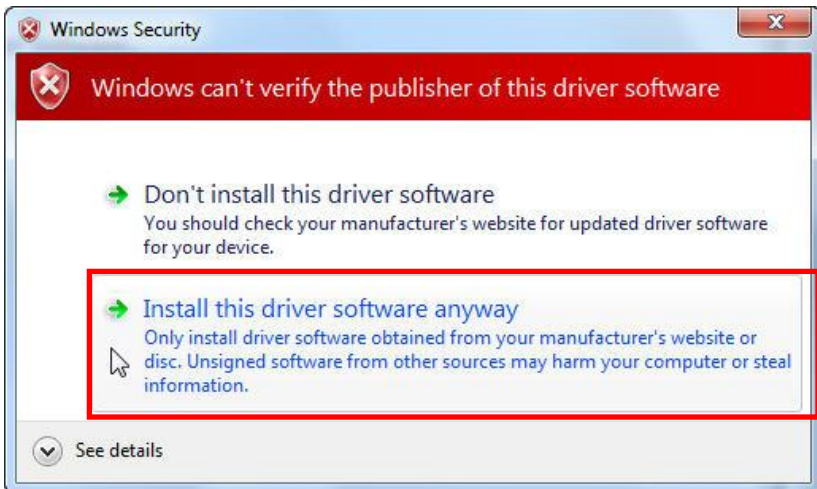 Windows Security
Windows can't verify the publisher of this driver software
Don't install this driver software
You should check your manufacturer's website for updated driver software
for your device.
Install this driver software anyway
Only install driver software obtained from your manufacturer's website or
disc. Unsigned software from other sources may harm your computer or steal
information.
See details